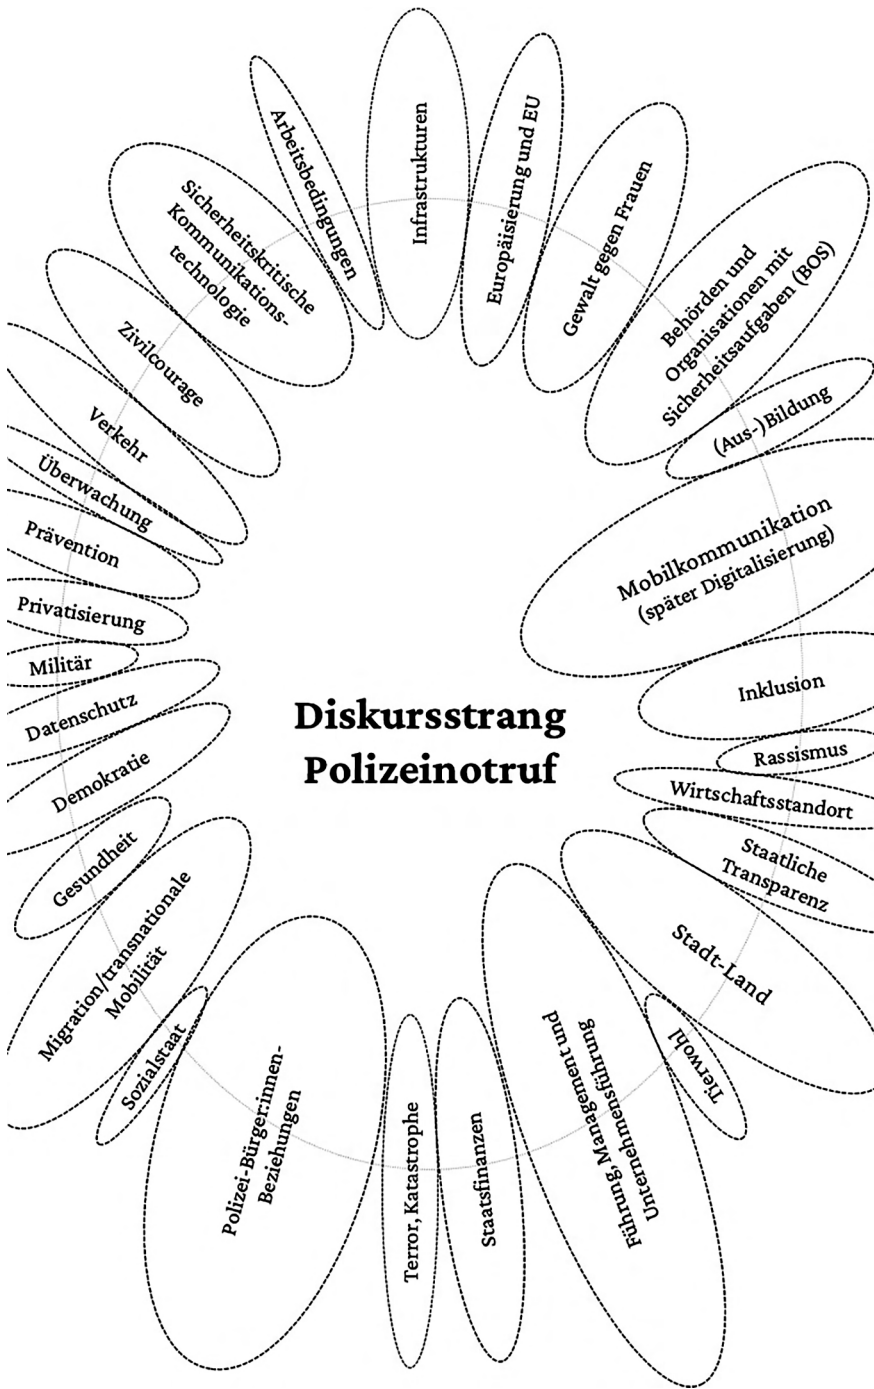 Diskursstrang
Polizeinotruf
Infrastrukturen
Europäisierung und EU
Gewalt gegen Frauen
Behörden und
Organisationen mit
Sicherheitsaufgaben (BOS)
(Aus-)Bildung
Mobilkommunikation
(später Digitalisierung)
Inklusion
Rassismus
Wirtschaftsstandort
Staatliche
Transparenz
Stadt-Land
Tierwohl
Führung, Management und
Unternehmensführung
Staatsfinanzen
Terror, Katastrophe
Polizei-Bürger:innen-
Beziehungen
Sozialstaat
Migration/transnationale
Mobilität
Gesundheit
Demokratie
Datenschutz
Militär
Privatisierung
Prävention
Überwachung
Verkehr
Zivilcourage
Sicherheitskritische
Kommunikations-
technologie
Arbeitsbedingungen